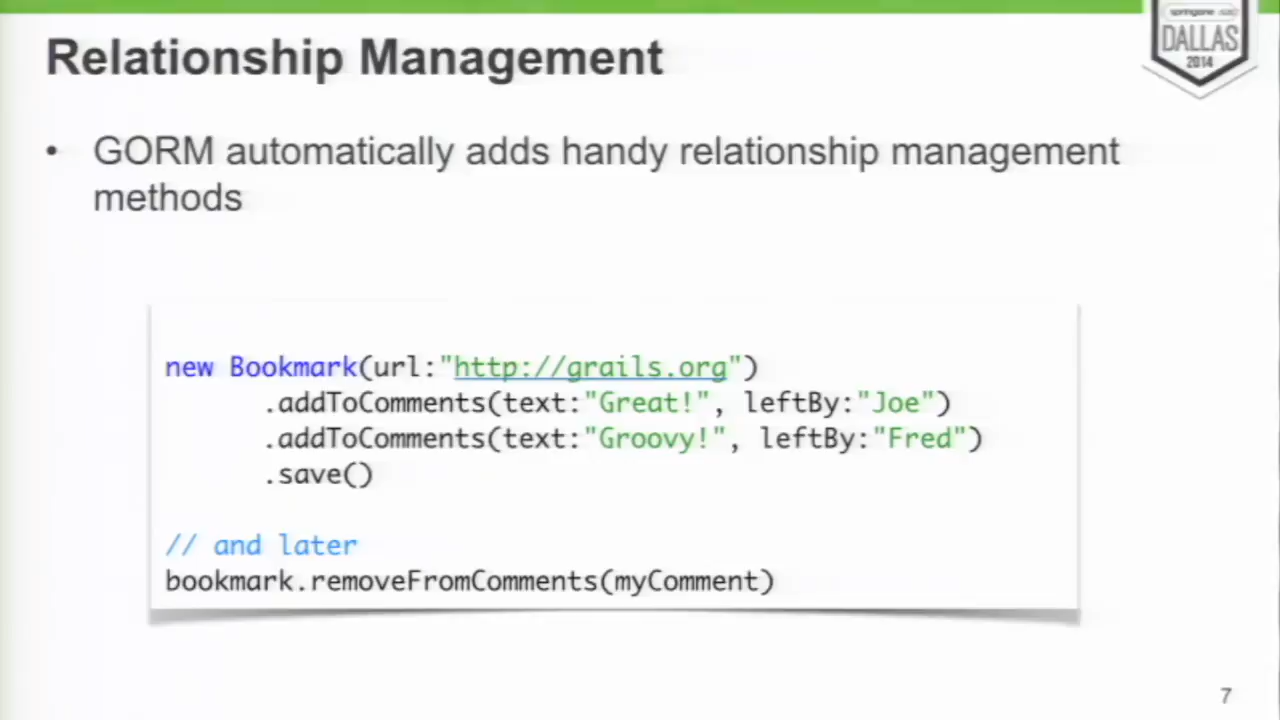 Relationship Management
DALLAS
2014
• GORM automatically adds handy relationship management
methods
new Bookmark(url:"http://grails.org")
.addToComments(text:"Great!", leftBy:"Joe")
.addToComments(text:"Groovy!", leftBy:"Fred")
.save()
// and later
bookmark.removeFromComments(myComment)
7